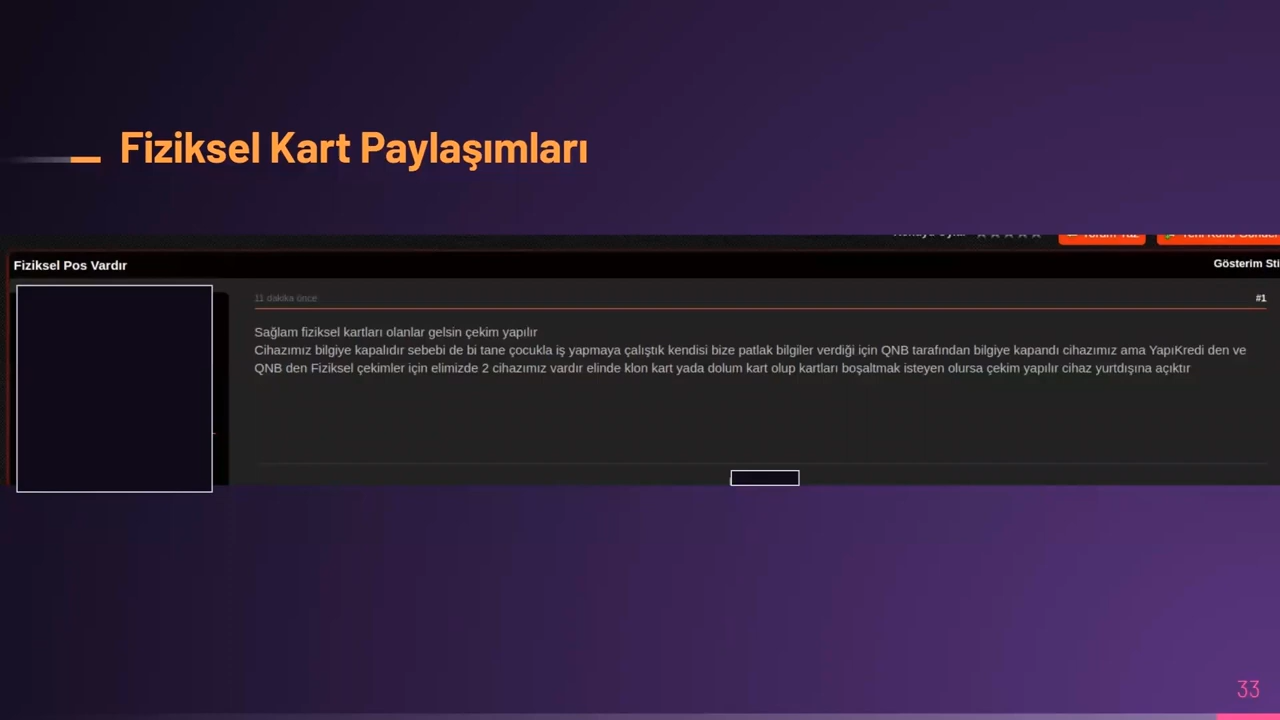 Fiziksel Kart Paylaşımları
Fiziksel Pos Vardır
Gösterim Sti
11 dakika önce
#1
Sağlam fiziksel kartları olanlar gelsin çekim yapılır
Cihazımız bilgiye kapalıdır sebebi de bi tane çocukla iş yapmaya çalıştık kendisi bize patlak bilgiler verdiği için QNB tarafından bilgiye kapandı cihazımız ama YapıKredi den ve
QNB den Fiziksel çekimler için elimizde 2 cihazımız vardır elinde klon kart yada dolum kart olup kartları boşaltmak isteyen olursa çekim yapılır cihaz yurtdışına açıktır
33